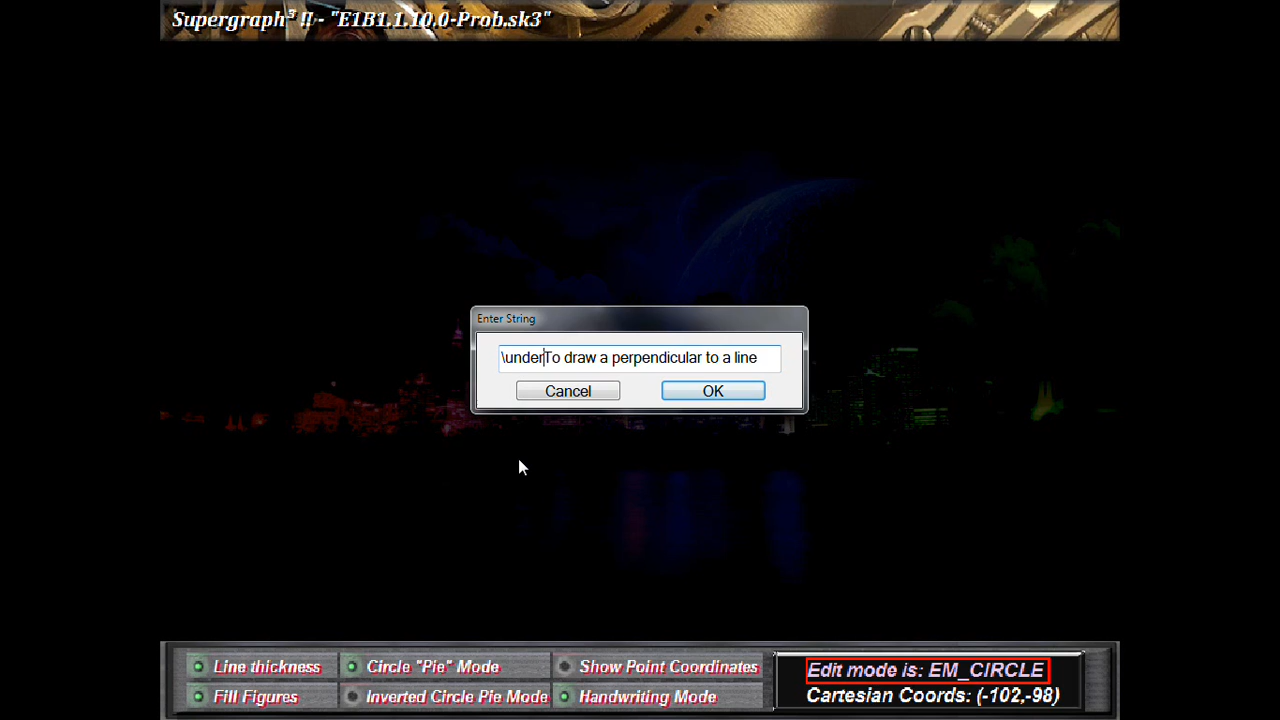 Supergraph³ !! - "E1B1.1.10.0-Prob.sk3"
Enter String
\underTo draw a perpendicular to a line
Cancel OK
Line thickness Circle "Pie" Mode Show Point Coordinates Edit mode is: EM_CIRCLE
Fill Figures Inverted Circle Pie Mode Handwriting Mode Cartesian Coords: (-102,-98)